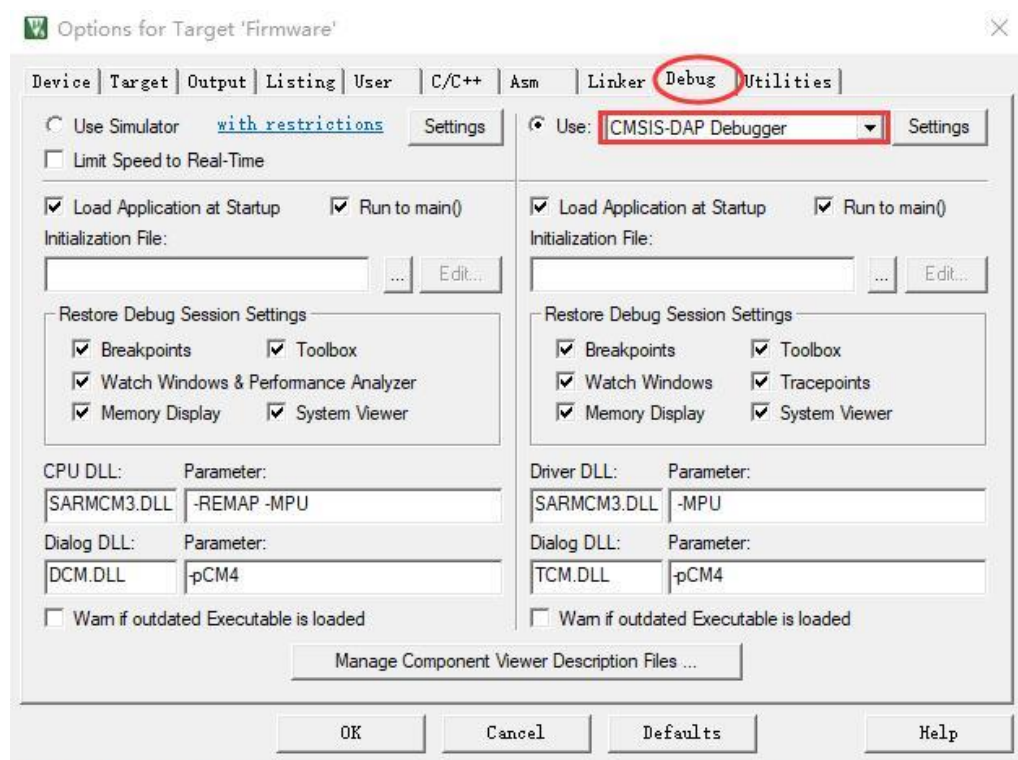 Options for Target 'Firmware'
Device Target Output Listing User C/C++ Asm Linker Debug Utilities
Use Simulator with restrictions Settings Use: CMSIS-DAP Debugger Settings
Limit Speed to Real-Time
Load Application at Startup Run to main() Load Application at Startup Run to main()
Initialization File: Initialization File:
... Edit... ... Edit...
Restore Debug Session Settings Restore Debug Session Settings
Breakpoints Toolbox Breakpoints Toolbox
Watch Windows & Performance Analyzer Watch Windows Tracepoints
Memory Display System Viewer Memory Display System Viewer
CPU DLL: Parameter: Driver DLL: Parameter:
SARMCM3.DLL -REMAP -MPU SARMCM3.DLL -MPU
Dialog DLL: Parameter: Dialog DLL: Parameter:
DCM.DLL -pCM4 TCM.DLL -pCM4
Warn if outdated Executable is loaded Warn if outdated Executable is loaded
Manage Component Viewer Description Files ...
OK Cancel Defaults Help